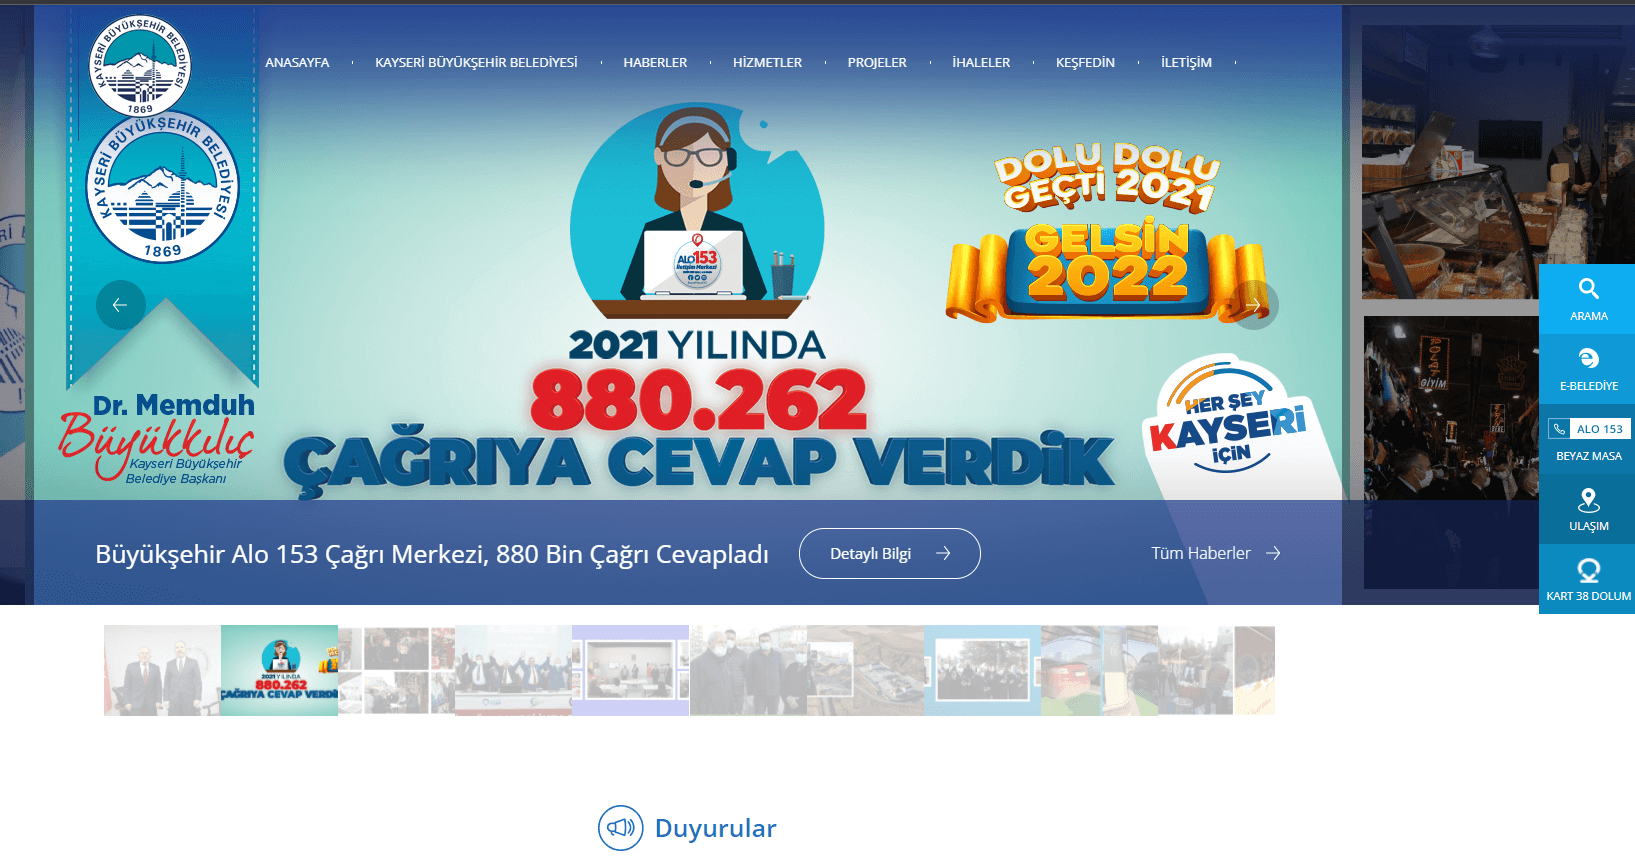 KAYSERİ BÜYÜKŞEHİR BELEDİYESİ
1869
ANASAYFA
KAYSERİ BÜYÜKŞEHİR BELEDİYESİ
HABERLER
HİZMETLER
PROJELER
İHALELER
KEŞFEDİN
İLETİŞİM
KAYSERİ BÜYÜKŞEHİR BELEDİYESİ
1869
DOLU DOLU
GEÇTİ 2021
GELSİN
2022
ALO 153
İletişim Merkezi
2021 YILINDA
880.262
ÇAĞRIYA CEVAP VERDİK
Dr. Memduh
Büyükkılıç
Kayseri Büyükşehir
Belediye Başkanı
HER ŞEY
KAYSERİ
İÇİN
GİYİM
ARAMA
E-BELEDİYE
ALO 153
BEYAZ MASA
ULAŞIM
KART 38 DOLUM
Büyükşehir Alo 153 Çağrı Merkezi, 880 Bin Çağrı Cevapladı
Detaylı Bilgi
Tüm Haberler
2021 YILINDA
880.262
ÇAĞRIYA CEVAP VERDİK
Duyurular